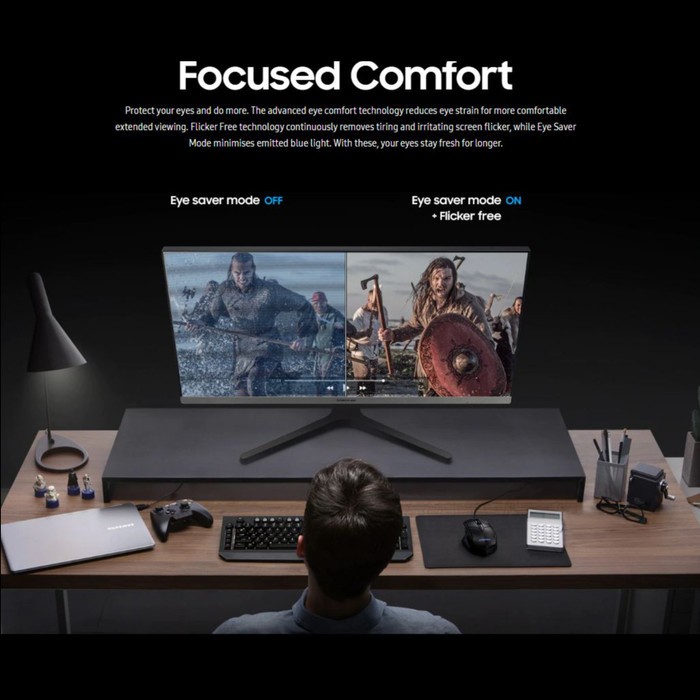 Focused Comfort
Protect your eyes and do more. The advanced eye comfort technology reduces eye strain for more comfortable
extended viewing. Flicker Free technology continuously removes tiring and irritating screen flicker, while Eye Saver
Mode minimises emitted blue light. With these, your eyes stay fresh for longer.
Eye saver mode OFF
Eye saver mode ON
+ Flicker free